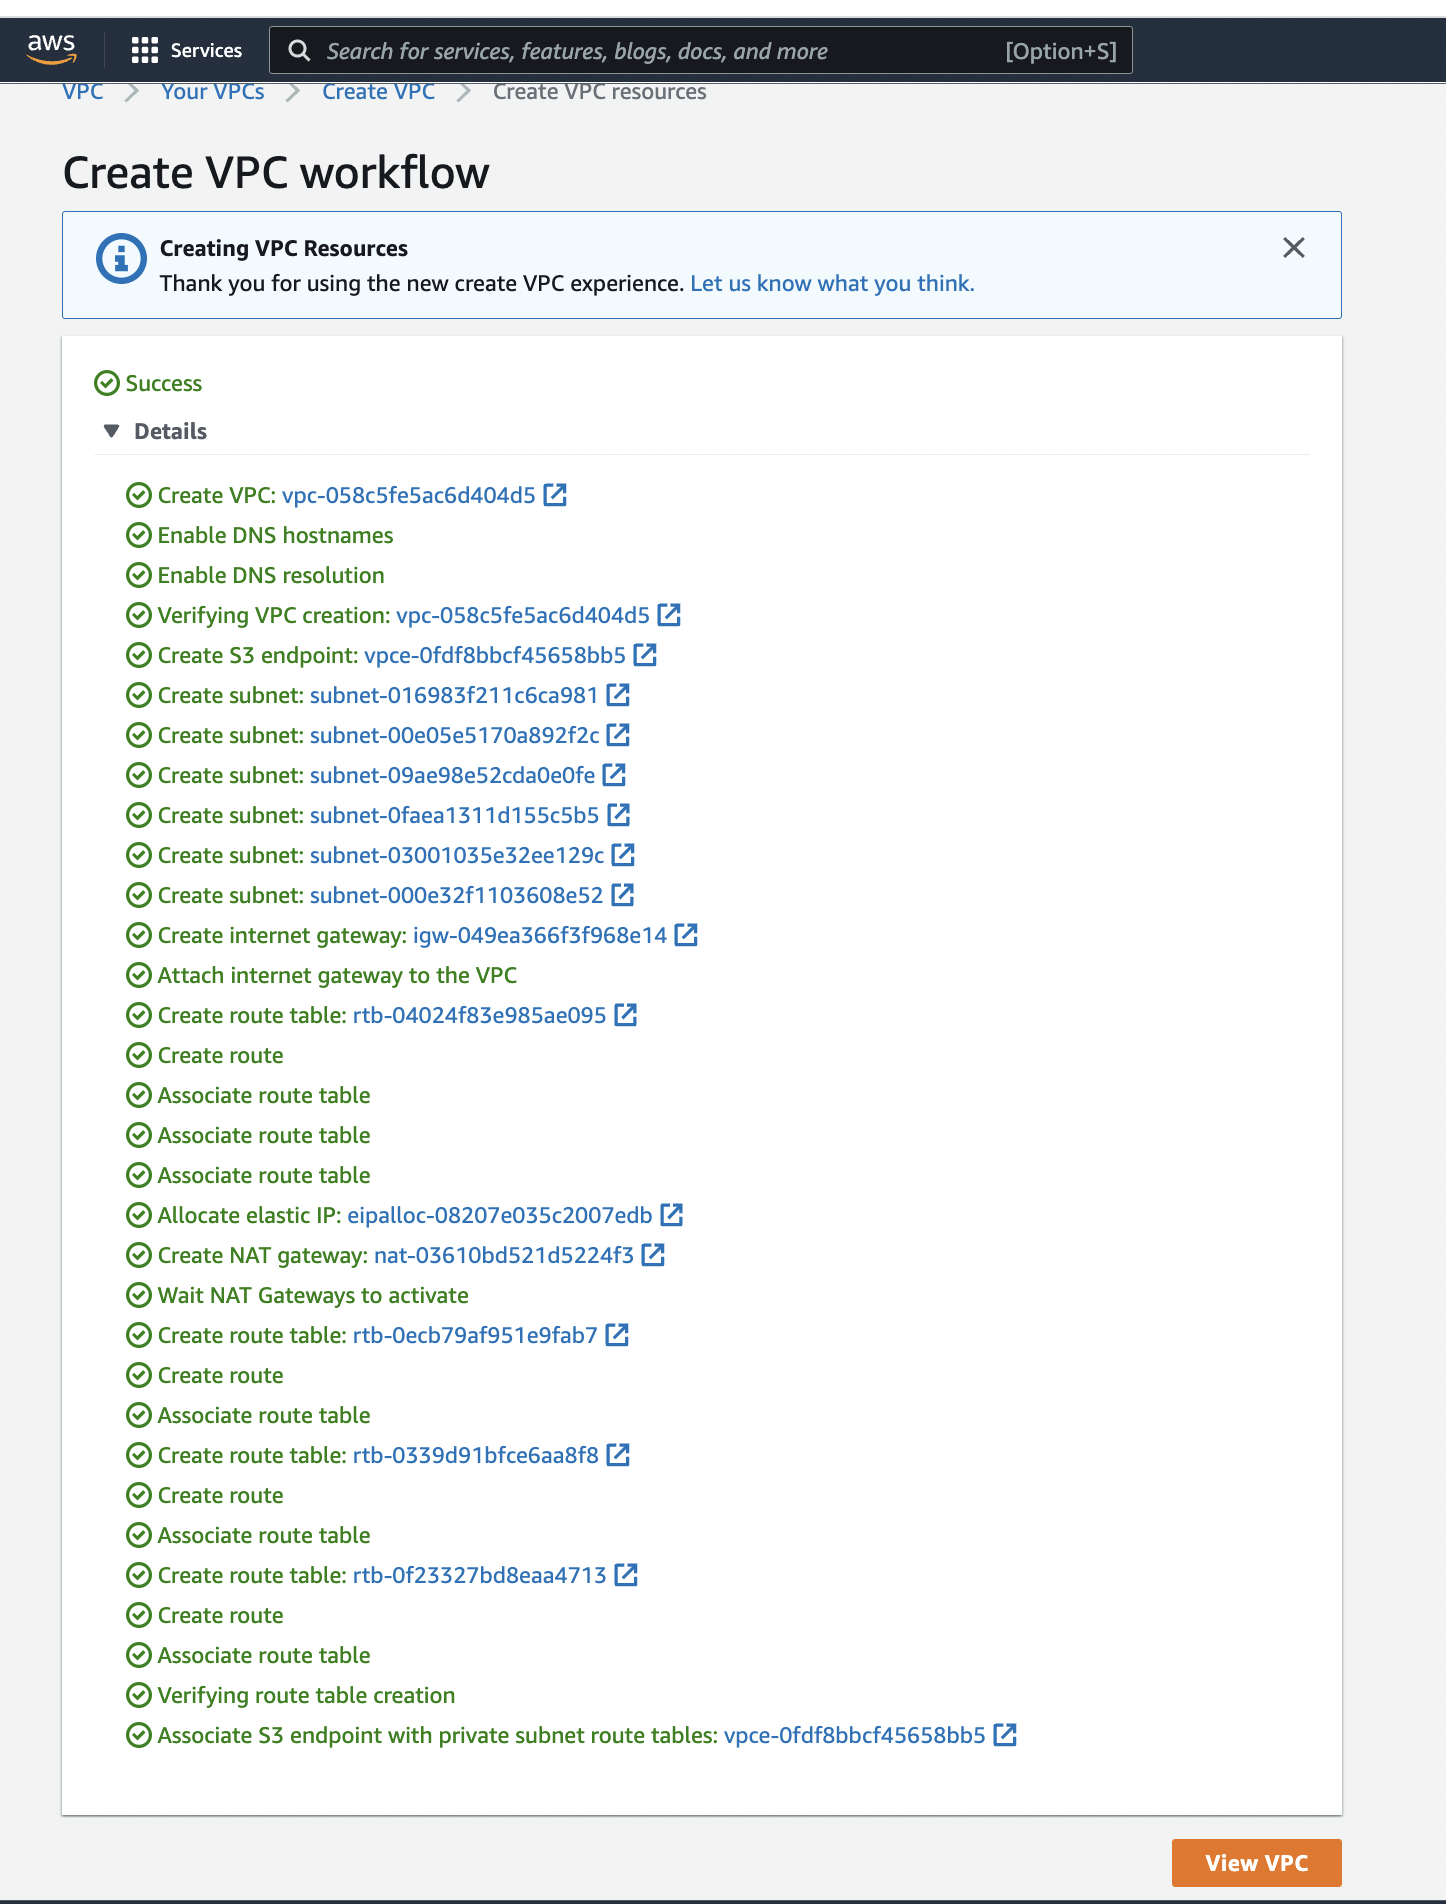 aws Services Search for services, features, blogs, docs, and more [Option+S]
VPC Your VPCs Create VPC Create VPC resources
Create VPC workflow
Creating VPC Resources
Thank you for using the new create VPC experience. Let us know what you think.
Success
Details
Create VPC: vpc-058c5fe5ac6d404d5
Enable DNS hostnames
Enable DNS resolution
Verifying VPC creation: vpc-058c5fe5ac6d404d5
Create S3 endpoint: vpce-0fdf8bbcf45658bb5
Create subnet: subnet-016983f211c6ca981
Create subnet: subnet-00e05e5170a892f2c
Create subnet: subnet-09ae98e52cda0e0fe
Create subnet: subnet-0faea1311d155c5b5
Create subnet: subnet-03001035e32ee129c
Create subnet: subnet-000e32f1103608e52
Create internet gateway: igw-049ea366f3f968e14
Attach internet gateway to the VPC
Create route table: rtb-04024f83e985ae095
Create route
Associate route table
Associate route table
Associate route table
Allocate elastic IP: eipalloc-08207e035c2007edb
Create NAT gateway: nat-03610bd521d5224f3
Wait NAT Gateways to activate
Create route table: rtb-0ecb79af951e9fab7
Create route
Associate route table
Create route table: rtb-0339d91bfce6aa8f8
Create route
Associate route table
Create route table: rtb-0f23327bd8eaa4713
Create route
Associate route table
Verifying route table creation
Associate S3 endpoint with private subnet route tables: vpce-0fdf8bbcf45658bb5
View VPC